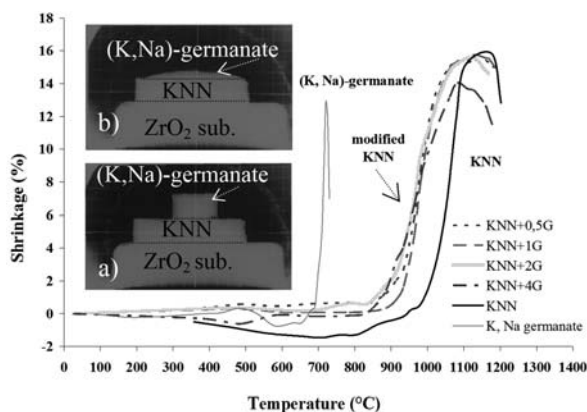 (K,Na)-germanate
KNN
b)
ZrO2 sub.
(K,Na)-germanate
KNN
a)
ZrO2 sub.
(K, Na)-germanate
modified
KNN
KNN
KNN+0,5G
KNN+1G
KNN+2G
KNN+4G
KNN
K, Na germanate
Shrinkage (%)
18
16
14
12
10
8
6
4
2
0
-2
0 100 200 300 400 500 600 700 800 900 1000 1100 1200 1300 1400
Temperature (°C)